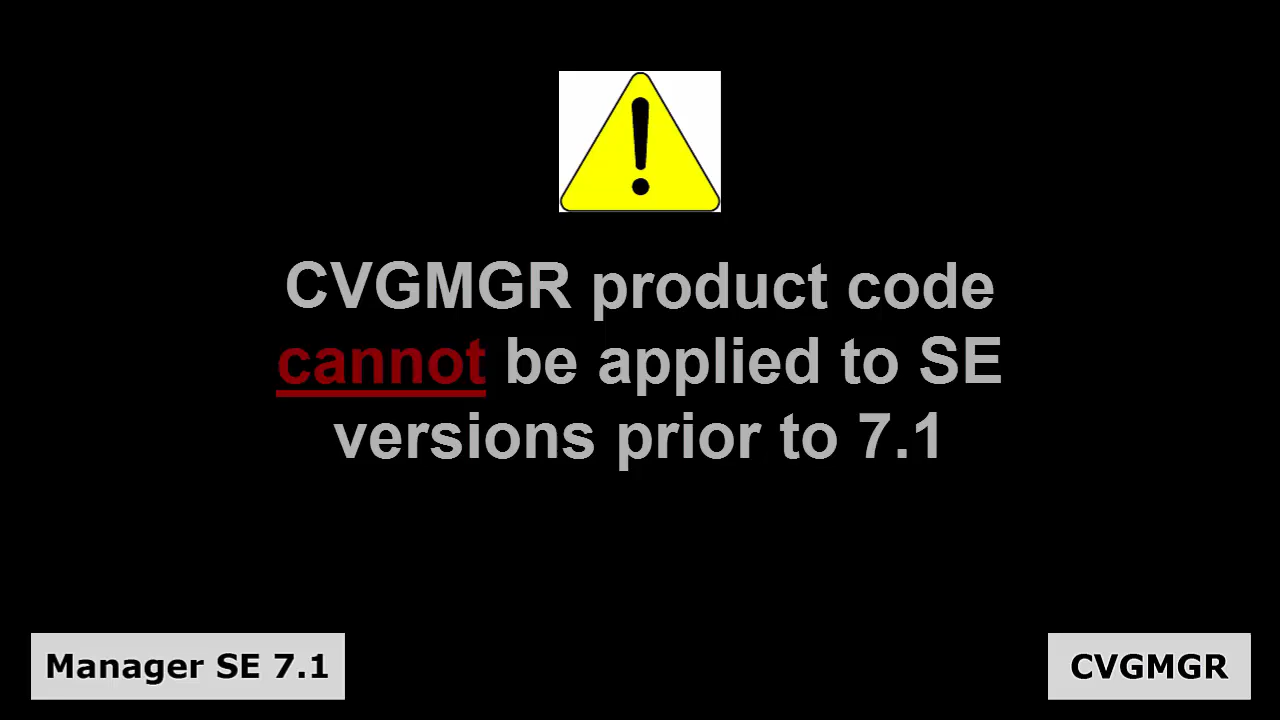 CVGMGR product code
cannot be applied to SE
versions prior to 7.1
Manager SE 7.1
CVGMGR